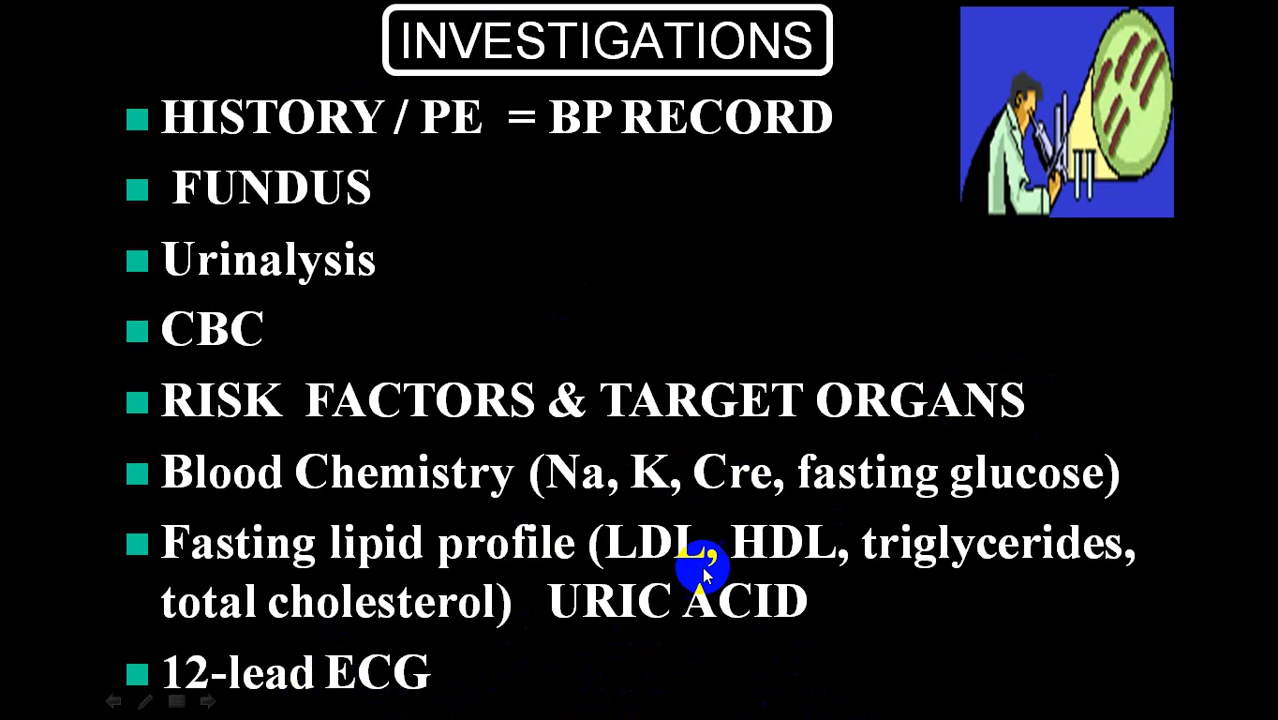 INVESTIGATIONS
HISTORY / PE = BP RECORD
FUNDUS
Urinalysis
CBC
RISK FACTORS & TARGET ORGANS
Blood Chemistry (Na, K, Cre, fasting glucose)
Fasting lipid profile (LDL, HDL, triglycerides,
total cholesterol) URIC ACID
12-lead ECG